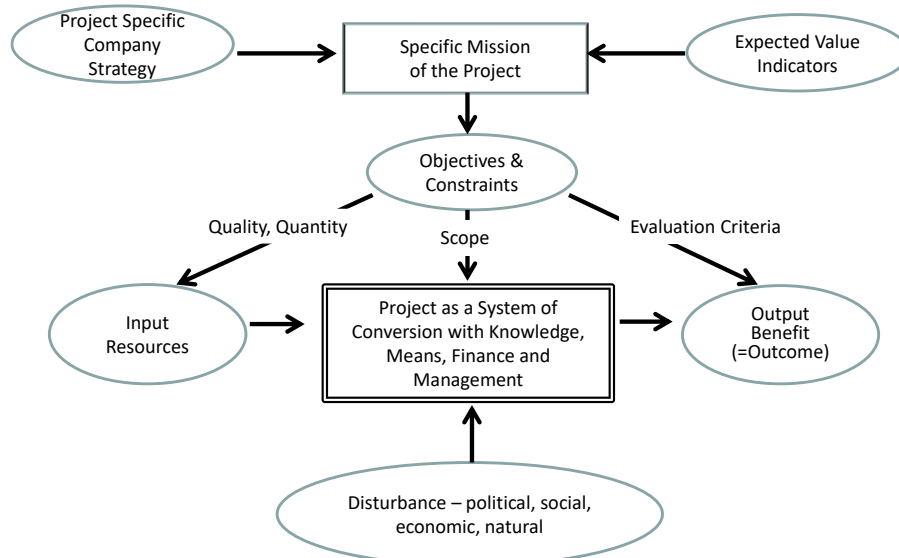 Project Specific
Company
Strategy
Specific Mission
of the Project
Expected Value
Indicators
Objectives &
Constraints
Quality, Quantity
Scope
Evaluation Criteria
Input
Resources
Project as a System of
Conversion with Knowledge,
Means, Finance and
Management
Output
Benefit
(=Outcome)
Disturbance – political, social,
economic, natural